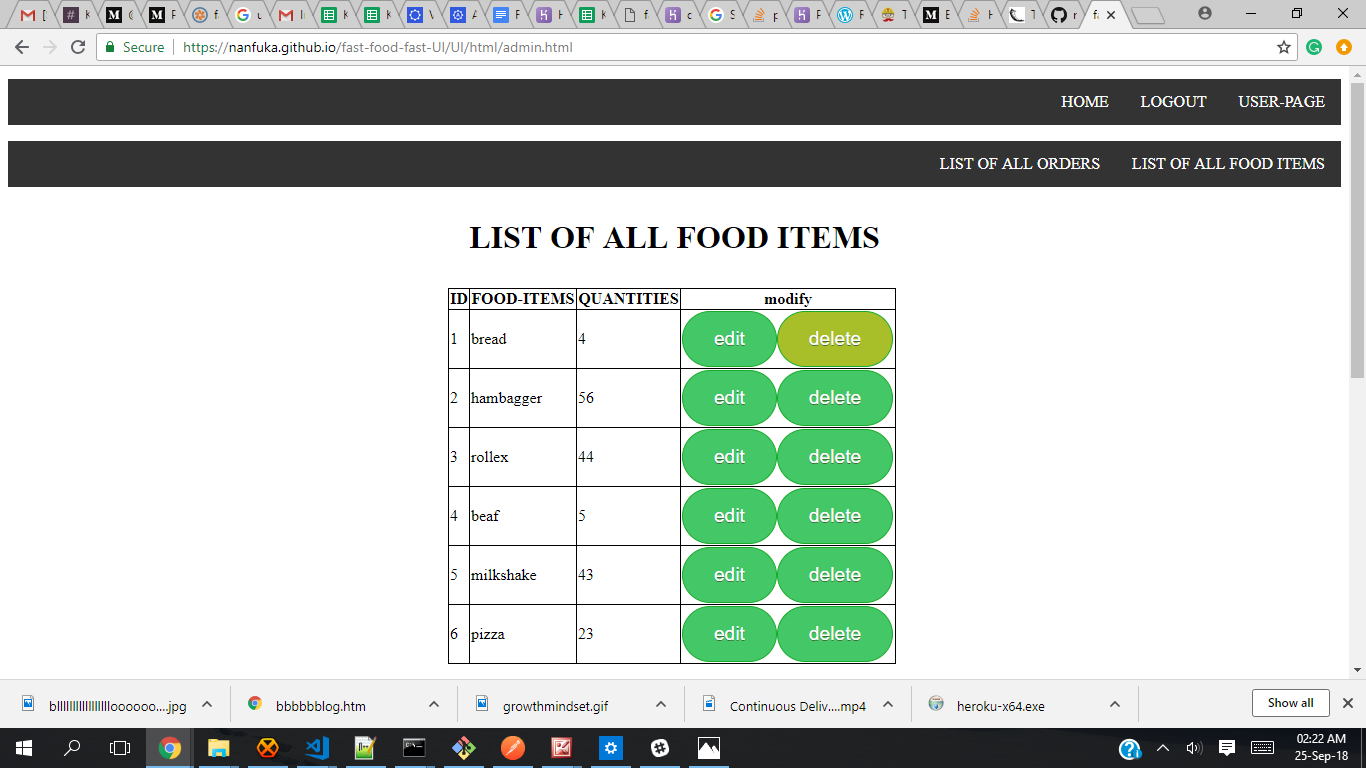 Secure https://nanfuka.github.io/fast-food-fast-UI/UI/html/admin.html
HOME LOGOUT USER-PAGE
LIST OF ALL ORDERS LIST OF ALL FOOD ITEMS
LIST OF ALL FOOD ITEMS
ID FOOD-ITEMS QUANTITIES modify
1 bread 4 edit delete
2 hambagger 56 edit delete
3 rollex 44 edit delete
4 beaf 5 edit delete
5 milkshake 43 edit delete
6 pizza 23 edit delete
bbbbbblog.htm growthmindset.gif Continuous Deliv....mp4 heroku-x64.exe Show all
02:22 AM
25-Sep-18